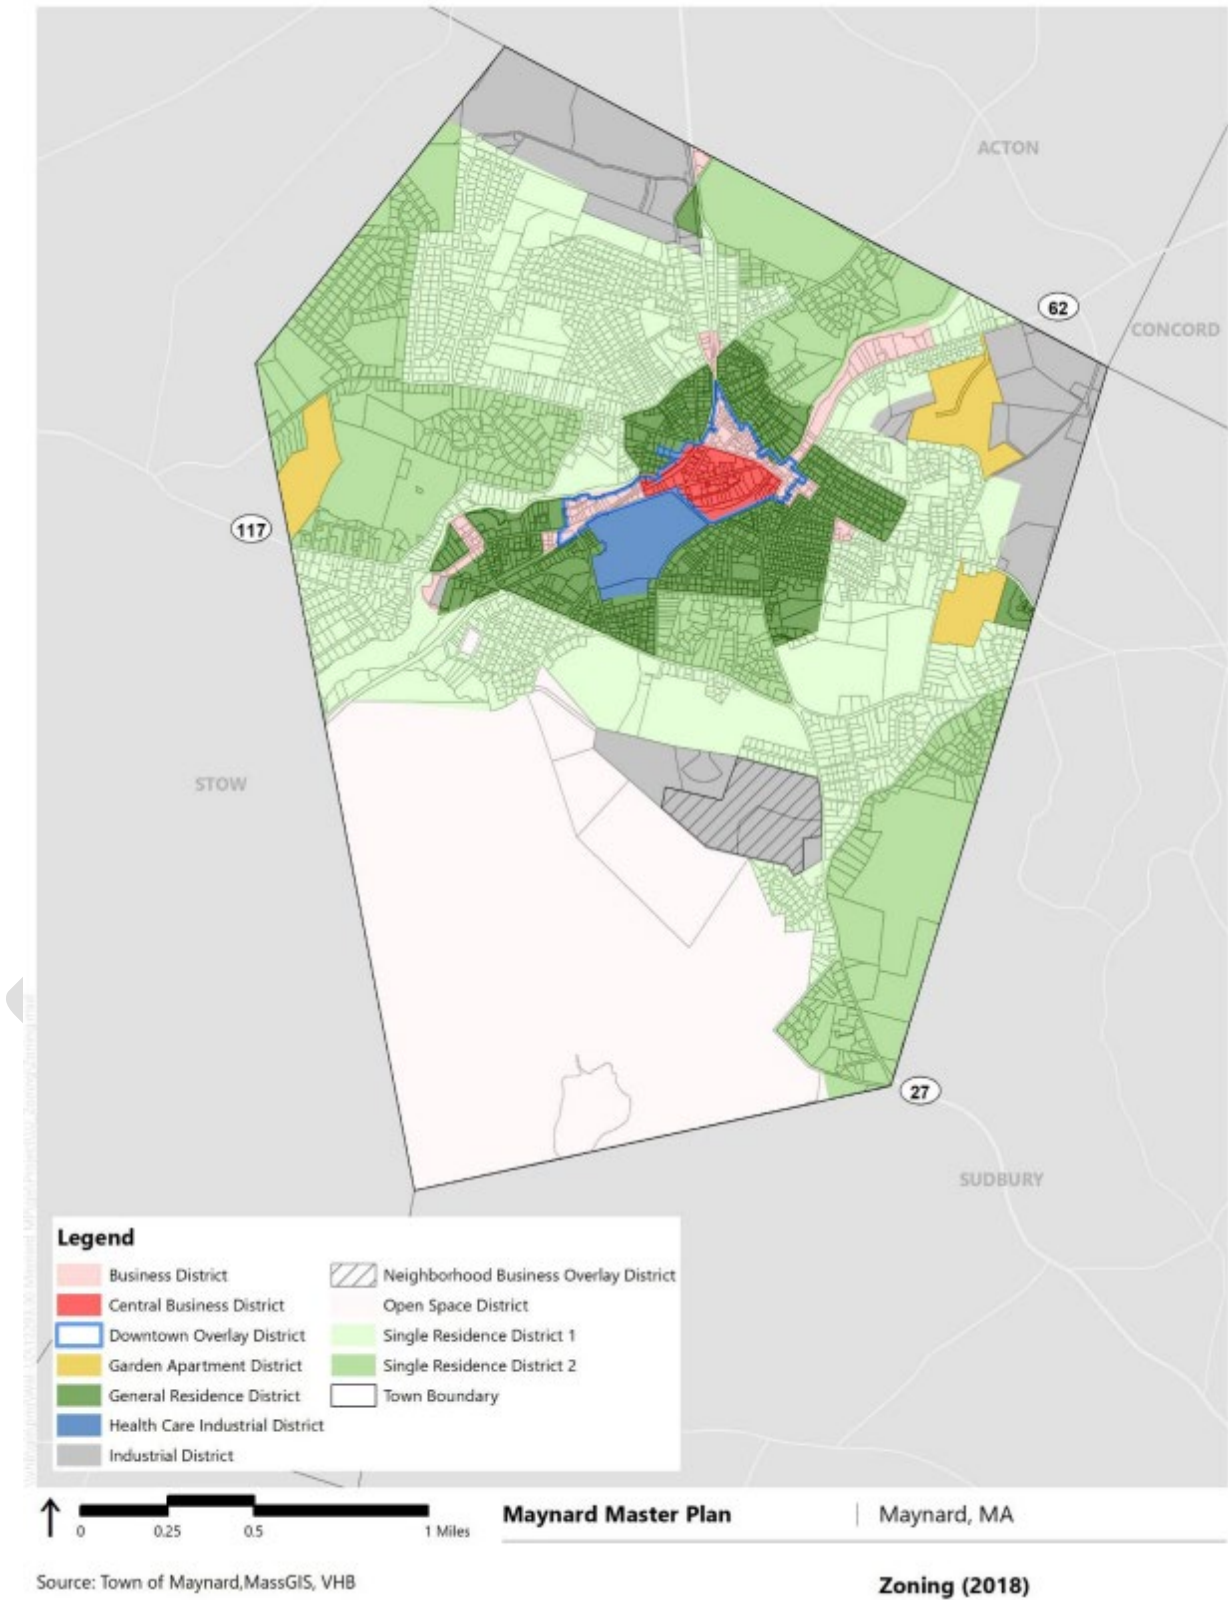 ACTON
62
CONCORD
117
STOW
27
SUDBURY
Legend
Business District
Central Business District
Downtown Overlay District
Garden Apartment District
General Residence District
Health Care Industrial District
Industrial District
Neighborhood Business Overlay District
Open Space District
Single Residence District 1
Single Residence District 2
Town Boundary
0 0.25 0.5 1 Miles
Maynard Master Plan | Maynard, MA
Source: Town of Maynard,MassGIS, VHB
Zoning (2018)